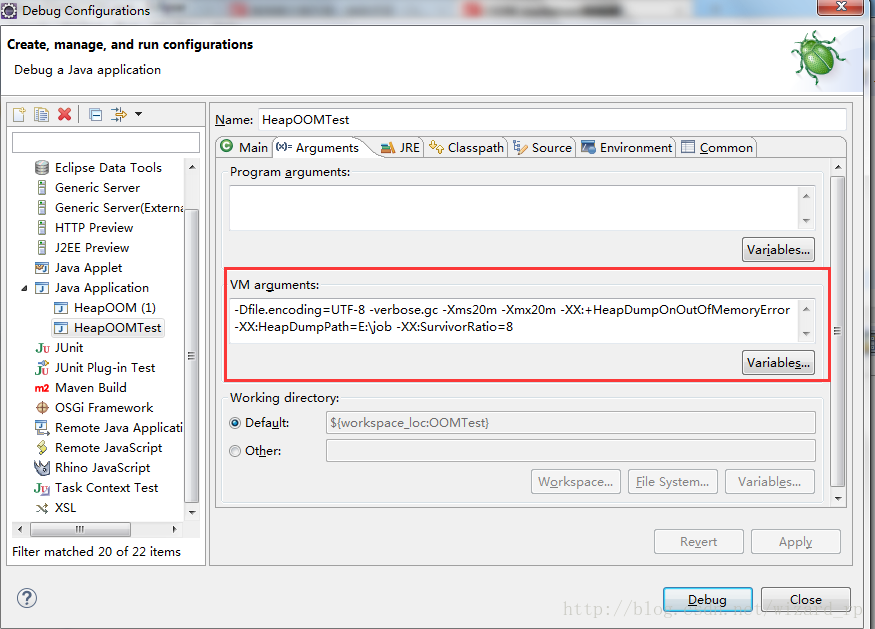 Debug Configurations
Create, manage, and run configurations
Debug a Java application
Name: HeapOOMTest
Main (x)= Arguments JRE Classpath Source Environment Common
Eclipse Data Tools
Generic Server
Generic Server(Externa
HTTP Preview
J2EE Preview
Java Applet
Java Application
HeapOOM (1)
HeapOOMTest
Ju JUnit
JUnit Plug-in Test
m2 Maven Build
OSGi Framework
Remote Java Applicati
Remote JavaScript
Rhino JavaScript
Ju Task Context Test
XSL
Filter matched 20 of 22 items
Program arguments:
Variables...
VM arguments:
-Dfile.encoding=UTF-8 -verbose.gc -Xms20m -Xmx20m -XX:+HeapDumpOnOutOfMemoryError
-XX:HeapDumpPath=E:\job -XX:SurvivorRatio=8
Variables...
Working directory:
Default: ${workspace_loc:OOMTest}
Other:
Workspace... File System... Variables...
Revert Apply
Debug Close